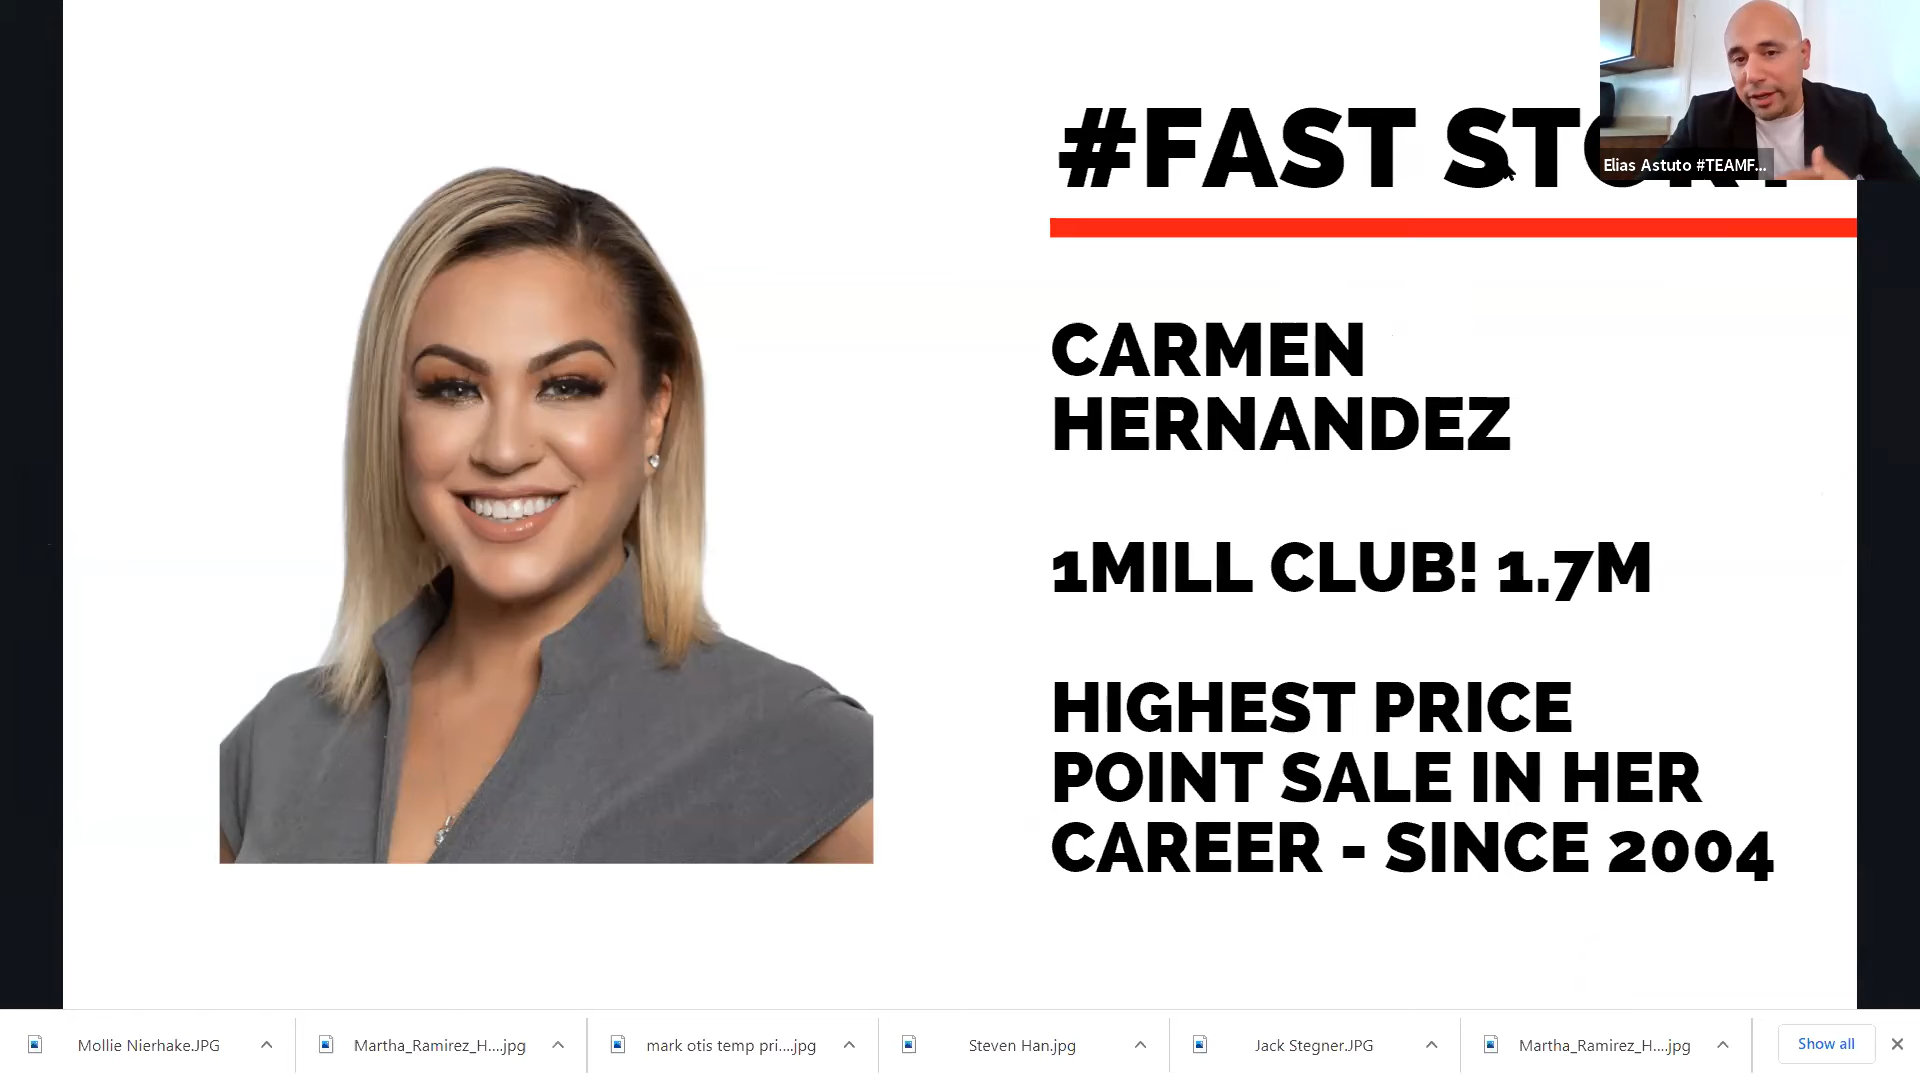 #FAST STORY
Elias Astuto #TEAMF...
CARMEN
HERNANDEZ
1MILL CLUB! 1.7M
HIGHEST PRICE
POINT SALE IN HER
CAREER - SINCE 2004
Mollie Nierhake.JPG
Martha_Ramirez_H....jpg
mark otis temp pri....jpg
Steven Han.jpg
Jack Stegner.JPG
Martha_Ramirez_H....jpg
Show all